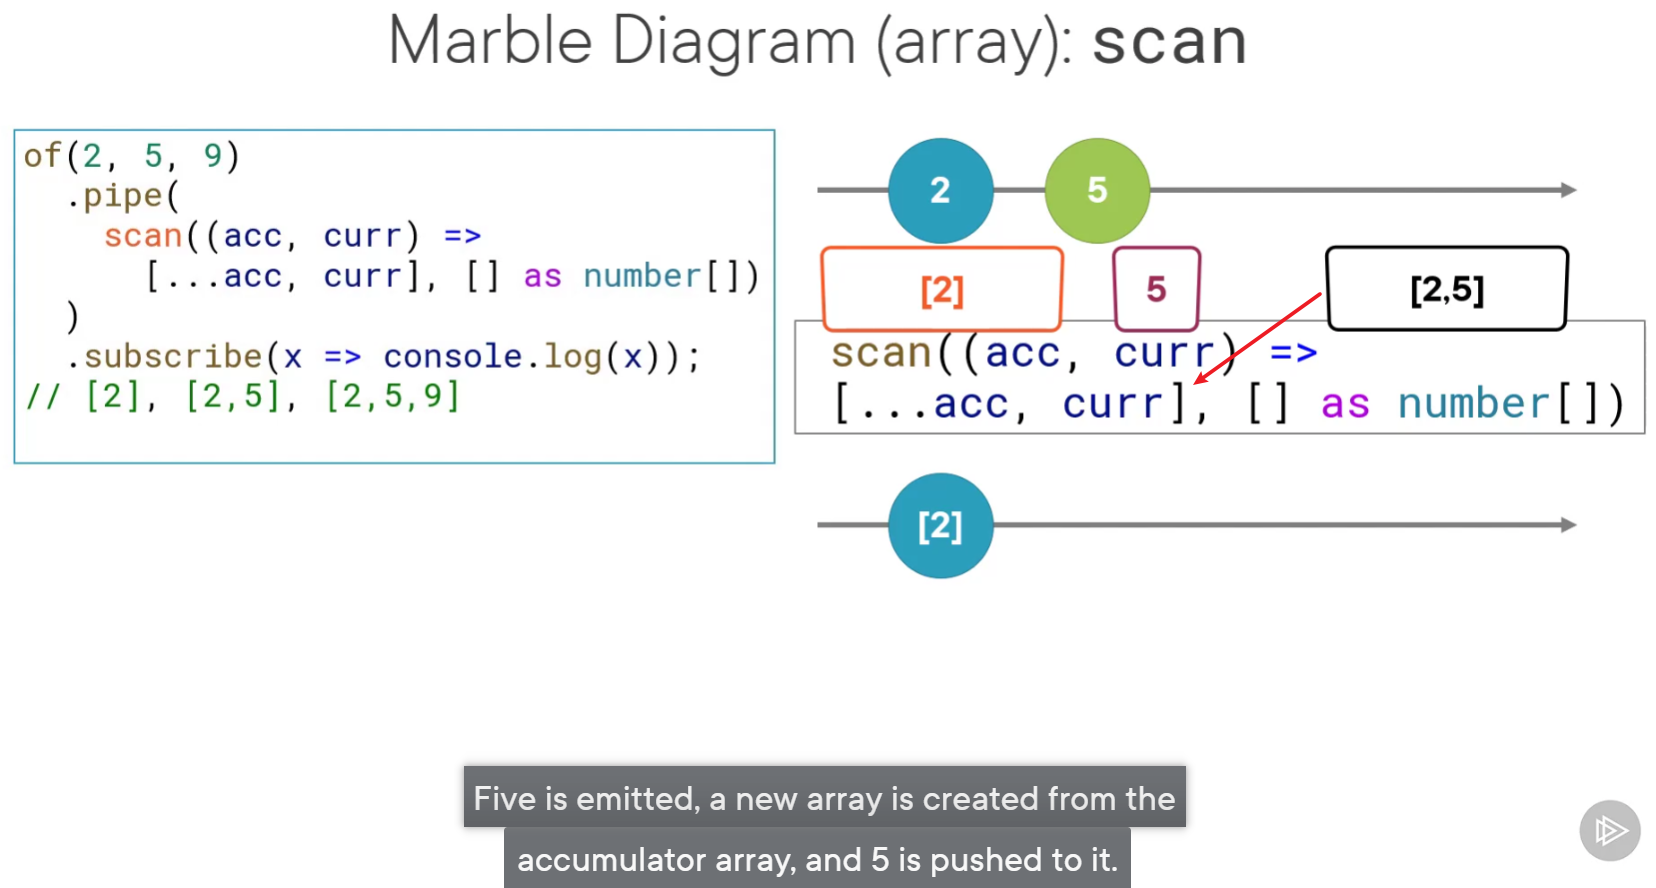 Marble Diagram (array): scan
of(2, 5, 9)
.pipe(
scan((acc, curr) =>
[...acc, curr], [] as number[])
)
.subscribe(x => console.log(x));
// [2], [2,5], [2,5,9]
2
5
[2]
5
[2,5]
scan((acc, curr) =>
[...acc, curr], [] as number[])
[2]
Five is emitted, a new array is created from the
accumulator array, and 5 is pushed to it.